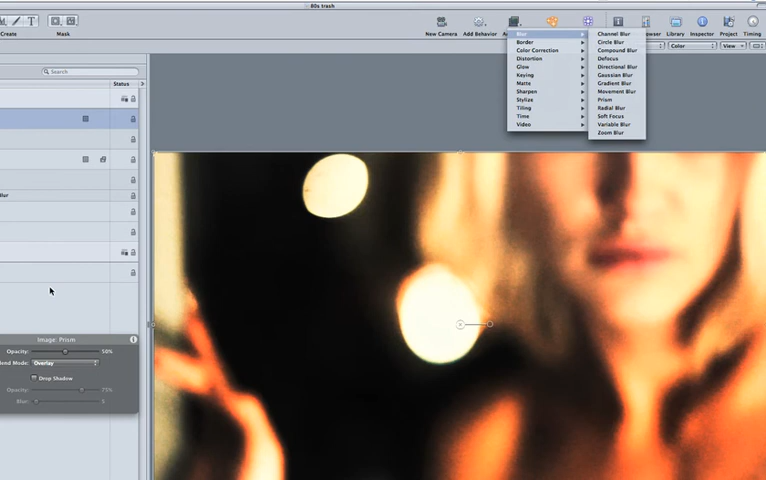 80s trash
Create
Mask
New Camera
Add Behavior
Library
Inspector
Project
Timing
Search
Color
View
Status
Blur
Border
Color Correction
Distortion
Glow
Keying
Matte
Sharpen
Stylize
Tiling
Time
Video
Channel Blur
Circle Blur
Compound Blur
Defocus
Directional Blur
Gaussian Blur
Gradient Blur
Movement Blur
Prism
Radial Blur
Soft Focus
Variable Blur
Zoom Blur
Blur
Image: Prism
Opacity: 50%
Blend Mode: Overlay
Drop Shadow
Opacity: 75%
Blur: 5